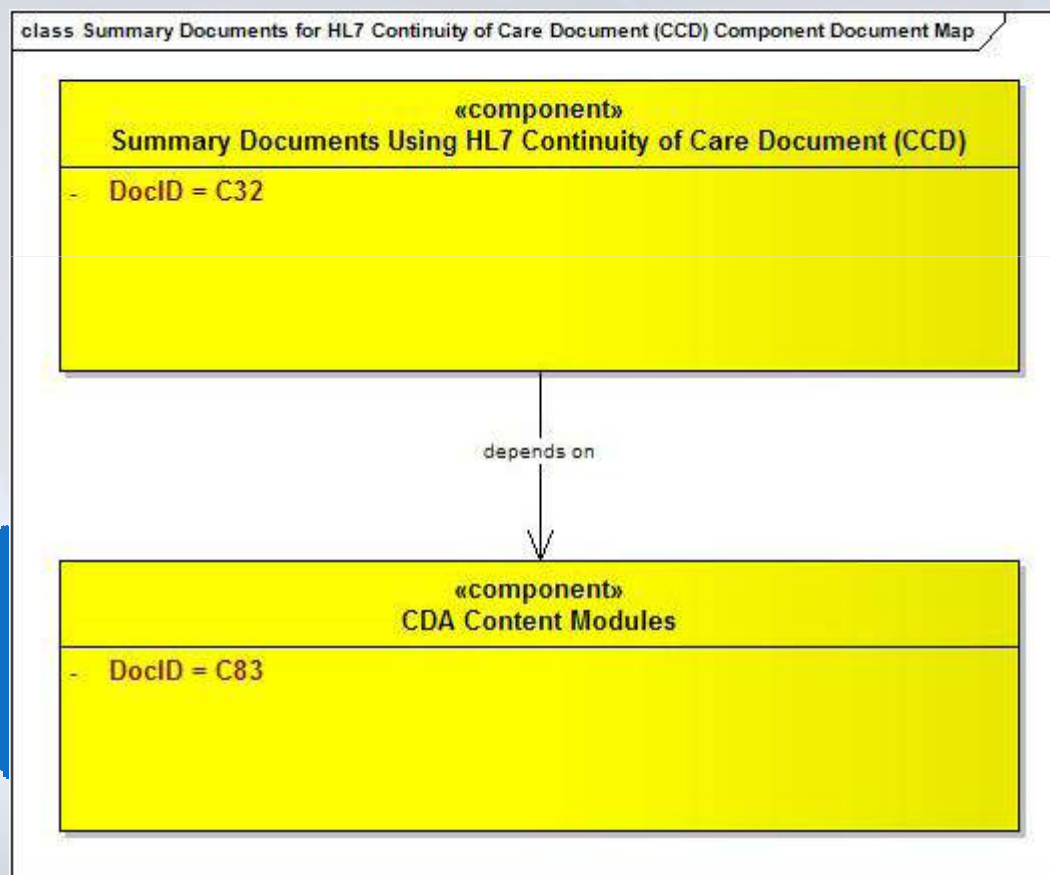 class Summary Documents for HL7 Continuity of Care Document (CCD) Component Document Map
«component»
Summary Documents Using HL7 Continuity of Care Document (CCD)
- DocID = C32
depends on
«component»
CDA Content Modules
- DocID = C83